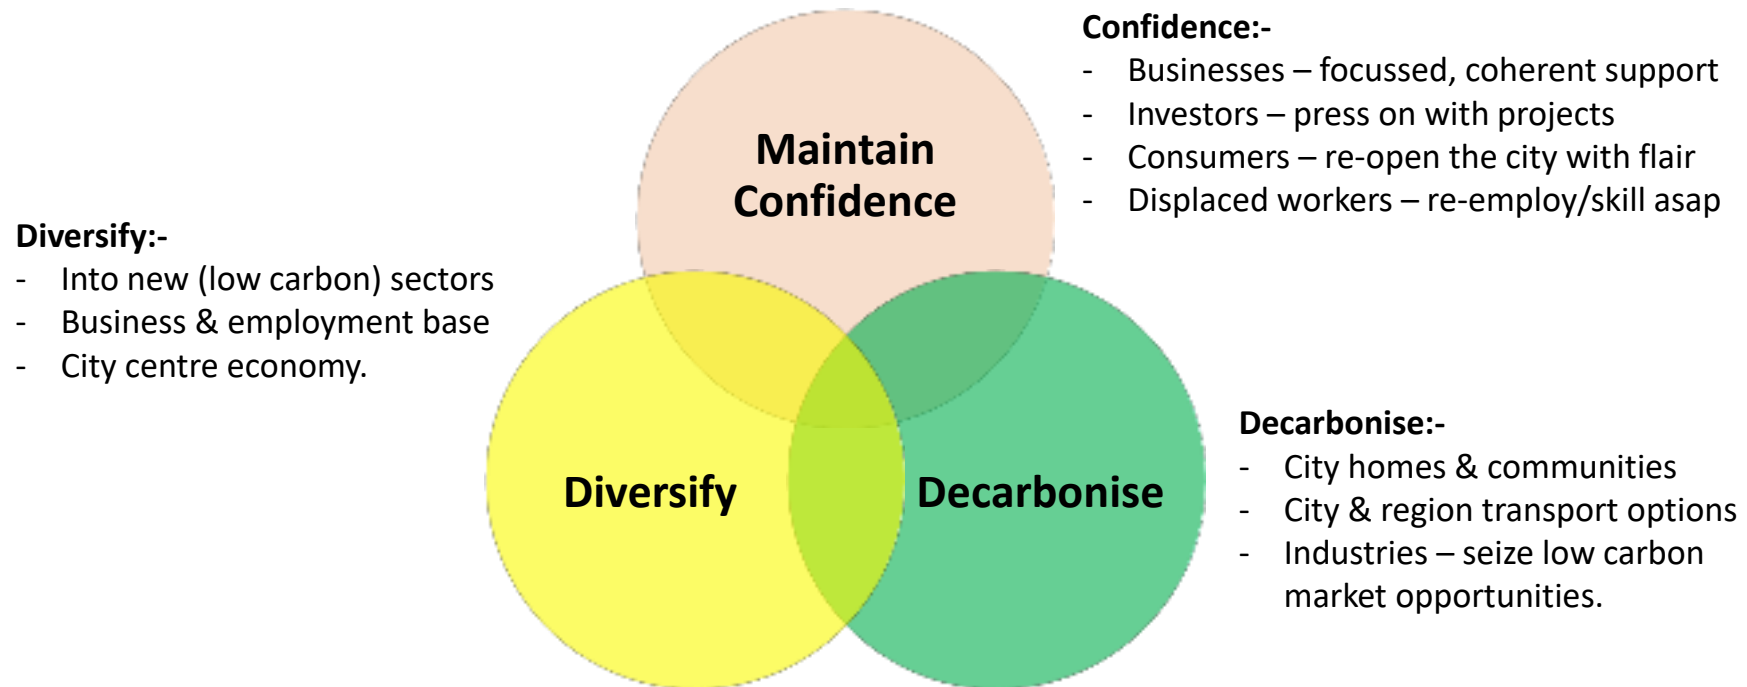 Confidence:-
- Businesses – focussed, coherent support
- Investors – press on with projects
- Consumers – re-open the city with flair
- Displaced workers – re-employ/skill asap
Maintain
Confidence
Diversify:-
- Into new (low carbon) sectors
- Business & employment base
- City centre economy.
Diversify
Decarbonise
Decarbonise:-
- City homes & communities
- City & region transport options
- Industries – seize low carbon
market opportunities.